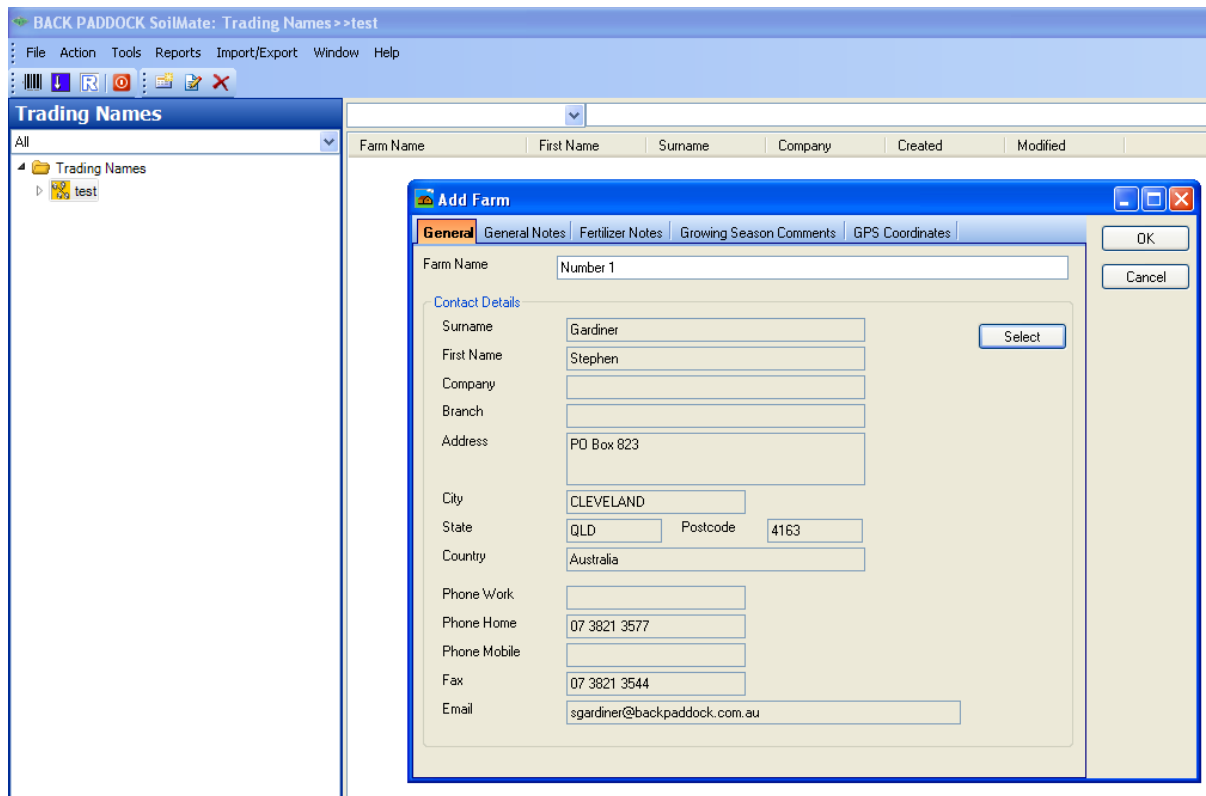 BACK PADDOCK SoilMate: Trading Names>>test
File Action Tools Reports Import/Export Window Help
Trading Names
All
Trading Names
test
Farm Name First Name Surname Company Created Modified
Add Farm
General General Notes Fertilizer Notes Growing Season Comments GPS Coordinates
OK
Cancel
Farm Name Number 1
Contact Details
Surname Gardiner
Select
First Name Stephen
Company
Branch
Address PO Box 823
City CLEVELAND
State QLD Postcode 4163
Country Australia
Phone Work
Phone Home 07 3821 3577
Phone Mobile
Fax 07 3821 3544
Email sgardiner@backpaddock.com.au